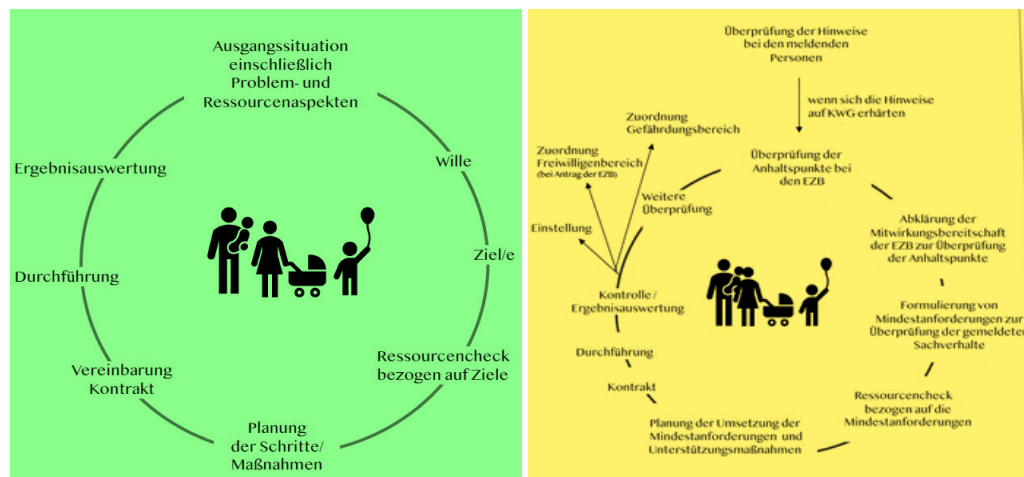 Ausgangssituation
einschließlich
Problem- und
Ressourcenaspekten
Wille
Ziel/e
Ressourcencheck
bezogen auf Ziele
Planung
der Schritte/
Maßnahmen
Vereinbarung
Kontrakt
Durchführung
Ergebnisauswertung
Überprüfung der Hinweise
bei den meldenden
Personen
wenn sich die Hinweise
auf KWG erhärten
Überprüfung der
Anhaltspunkte bei
den EZB
Abklärung der
Mitwirkungsbereitschaft
der EZB zur Überprüfung
der Anhaltspunkte
Formulierung von
Mindestanforderungen zur
Überprüfung der gemeldeten
Sachverhalte
Ressourcencheck
bezogen auf die
Mindestanforderungen
Planung der Umsetzung der
Mindestanforderungen und
Unterstützungsmaßnahmen
Kontrakt
Durchführung
Kontrolle/
Ergebnisauswertung
Einstellung
Zuordnung
Freiwilligenbereich
(bei Antrag der EZB)
Zuordnung
Gefährdungsbereich
Weitere
Überprüfung